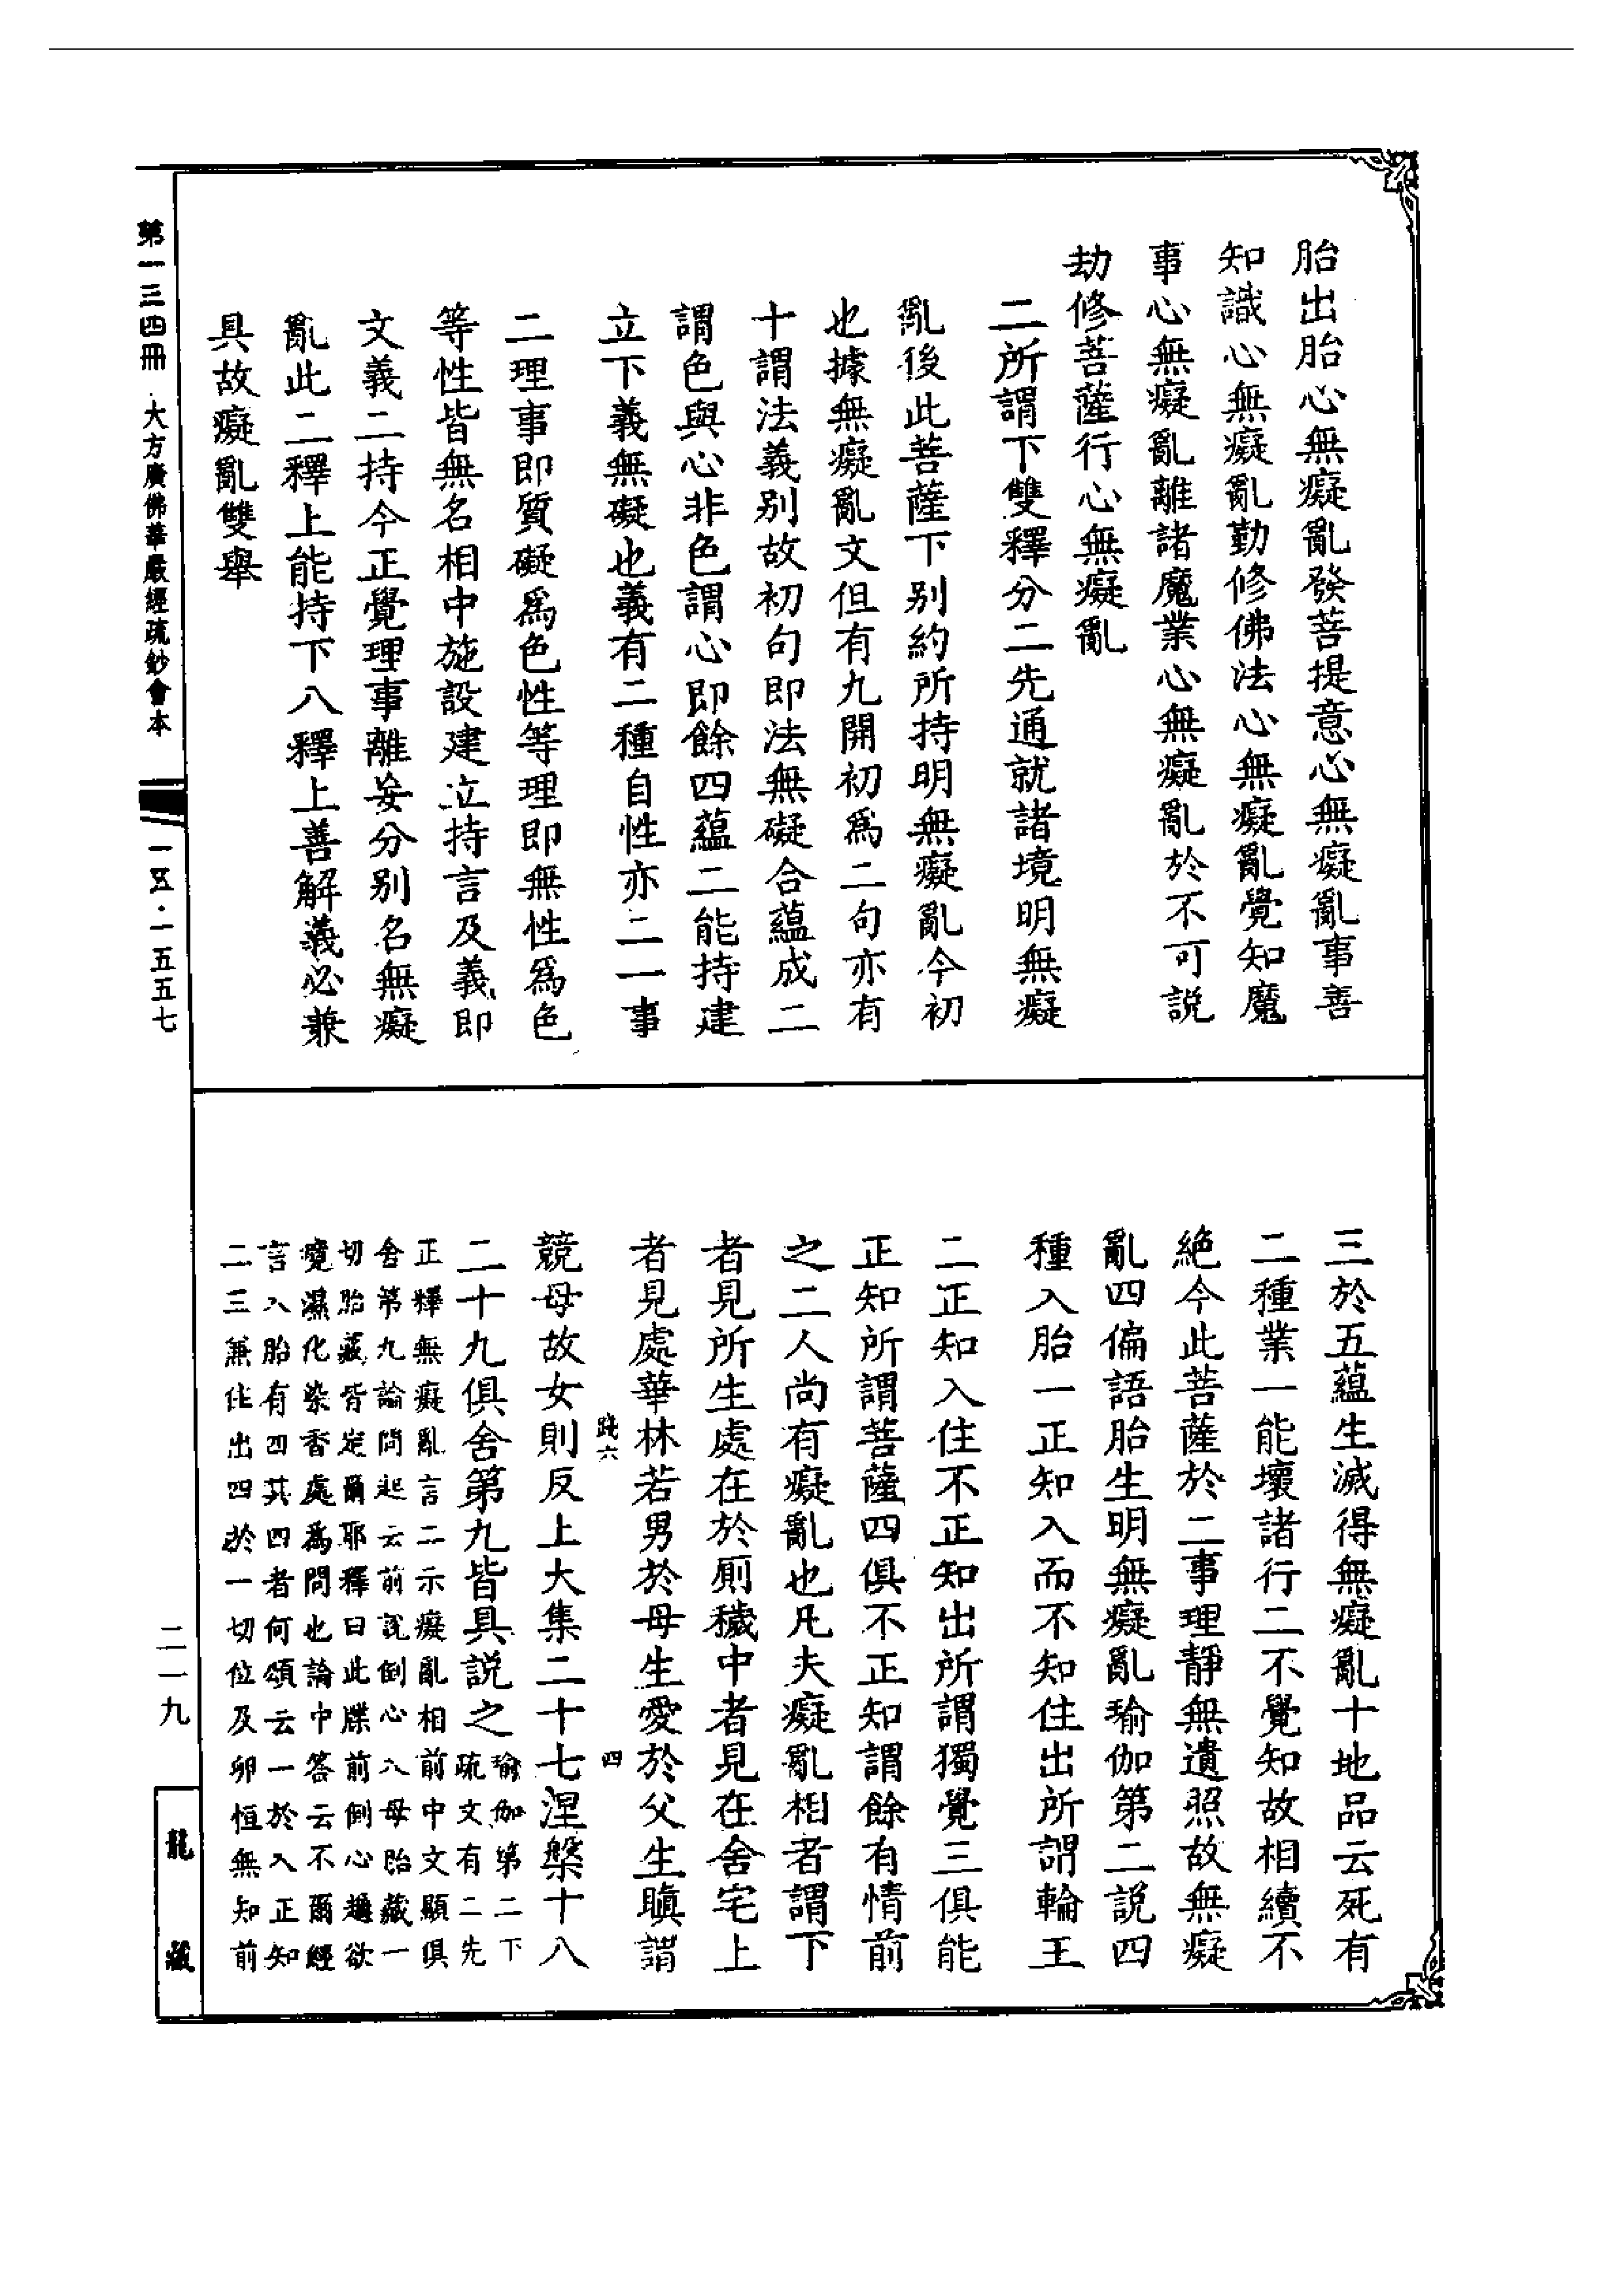 胎出胎心無癡亂發菩提意心無癡亂事善
知識心無癡亂勤修佛法心無癡亂覺知魔
事心無癡亂離諸魔業心無癡亂於不可説
劫修菩薩行心無癡亂
二所謂下雙釋分二先通就諸境明無癡
亂後此菩薩下別約所持明無癡亂今初
也據無癡亂文但有九開初爲二句亦有
十謂法義別故初句即法無礙合蘊成二
謂色與心非色謂心即餘四蘊二能持建
立下義無礙也義有二種自性亦二一事
二理事即質礙爲色性等理即無性爲色
等性皆無名相中施設建立持言及義即
文義二持今正覺理事離妄分別名無癡
亂此二釋上能持下八釋上善解義必兼
具故癡亂雙舉
三於五蘊生滅得無癡亂十地品云死有
二種業一能壞諸行二不覺知故相續不
絶今此菩薩於二事理靜無遺照故無癡
亂四偏語胎生明無癡亂瑜伽第二説四
種入胎一正知入而不知住出所謂輪王
二正知入住不正知出所謂獨覺三俱能
正知所謂菩薩四俱不正知謂餘有情前
之二人尚有癡亂也凡夫癡亂相者謂下
者見所生處在於厠穢中者見在舍宅上
者見處華林若男於母生愛於父生瞋謂
踐六 四
競母故女則反上大集二十七涅槃十八
二十九俱舍第九皆具説之瑜伽第二下
疏文有二先
正釋無癡亂言二示癡亂相前中文顯俱
舍第九論問起云前説倒心入母胎藏一
切胎藏皆定爾耶釋曰此牒前倒心趣欲
境濕化染香處爲問也論中答云不爾經
言入胎有四其四者何頌云一於入正知
二三兼住出四於一切位及卵恒無知前
第一三四冊 大方廣佛華嚴經疏鈔會本 一五·一五五七
二一九
龍藏